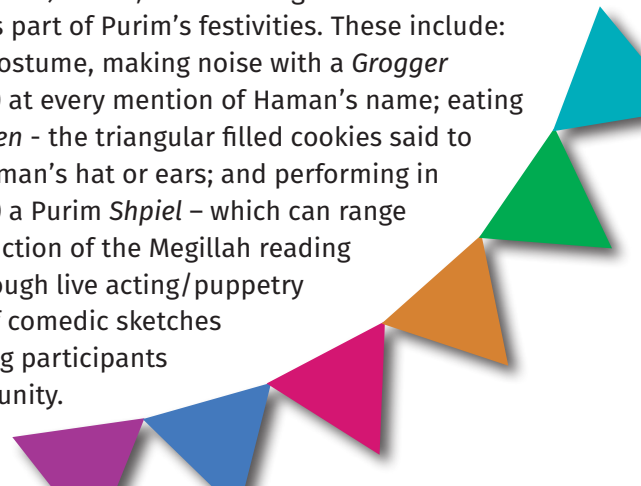 s part of Purim's festivities. These include:
ostume, making noise with a Grogger
) at every mention of Haman's name; eating
en - the triangular filled cookies said to
man's hat or ears; and performing in
) a Purim Shpiel – which can range
ction of the Megillah reading
ough live acting/puppetry
f comedic sketches
g participants
unity.